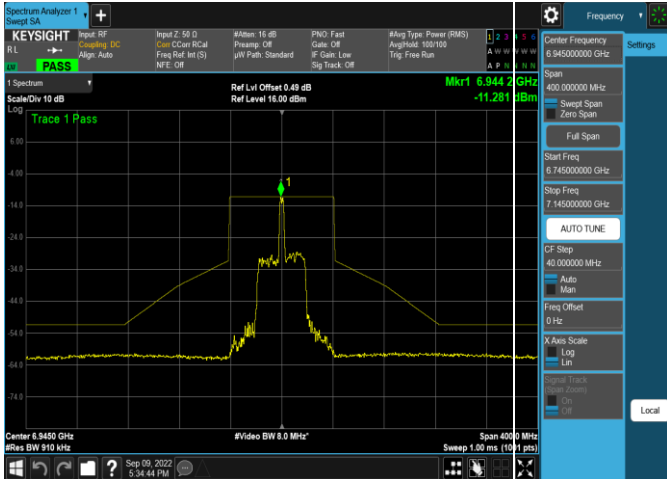 Spectrum Analyzer 1
Swept SA
Frequency
KEYSIGHT
R L
PASS
Input: RF
Coupling: DC
Align: Auto
Input Z: 50 Ω
Corr CCorr RCal
Freq Ref: Int (S)
NFE: Off
#Atten: 16 dB
Preamp: Off
µW Path: Standard
PNO: Fast
Gate: Off
IF Gain: Low
Sig Track: Off
#Avg Type: Power (RMS)
Avg|Hold: 100/100
Trig: Free Run
1 2 3 4 5 6
A W W W W W
A P N N N N
1 Spectrum
Scale/Div 10 dB
Log
Ref Lvl Offset 0.49 dB
Ref Level 16.00 dBm
Mkr1 6.944 2 GHz
-11.281 dBm
Trace 1 Pass
1
6.00
-4.00
-14.0
-24.0
-34.0
-44.0
-54.0
-64.0
-74.0
Center 6.9450 GHz
#Res BW 910 kHz
#Video BW 8.0 MHz*
Span 400.0 MHz
Sweep 1.00 ms (1001 pts)
Sep 09, 2022
5:34:44 PM
Center Frequency
6.945000000 GHz
Span
400.000000 MHz
Swept Span
Zero Span
Full Span
Start Freq
6.745000000 GHz
Stop Freq
7.145000000 GHz
AUTO TUNE
CF Step
40.000000 MHz
Auto
Man
Freq Offset
0 Hz
X Axis Scale
Log
Lin
Signal Track
(Span Zoom)
On
Off
Settings
Local